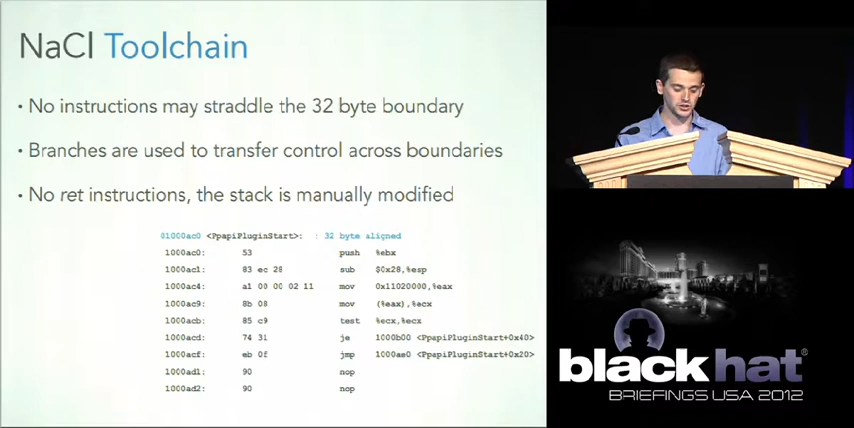 NaCl Toolchain
• No instructions may straddle the 32 byte boundary
• Branches are used to transfer control across boundaries
• No ret instructions, the stack is manually modified
01000ac0 <PpapiPluginStart>: : 32 byte aligned
1000ac0: 53 push %ebx
1000ac1: 83 ec 28 sub $0x28,%esp
1000ac4: a1 00 00 02 11 mov 0x11020000,%eax
1000ac9: 8b 08 mov (%eax),%ecx
1000acb: 85 c9 test %ecx,%ecx
1000acd: 74 31 je 1000b00 <PpapiPluginStart+0x40>
1000acf: eb 0f jmp 1000ae0 <PpapiPluginStart+0x20>
1000ad1: 90 nop
1000ad2: 90 nop
black hat®
BRIEFINGS USA 2012